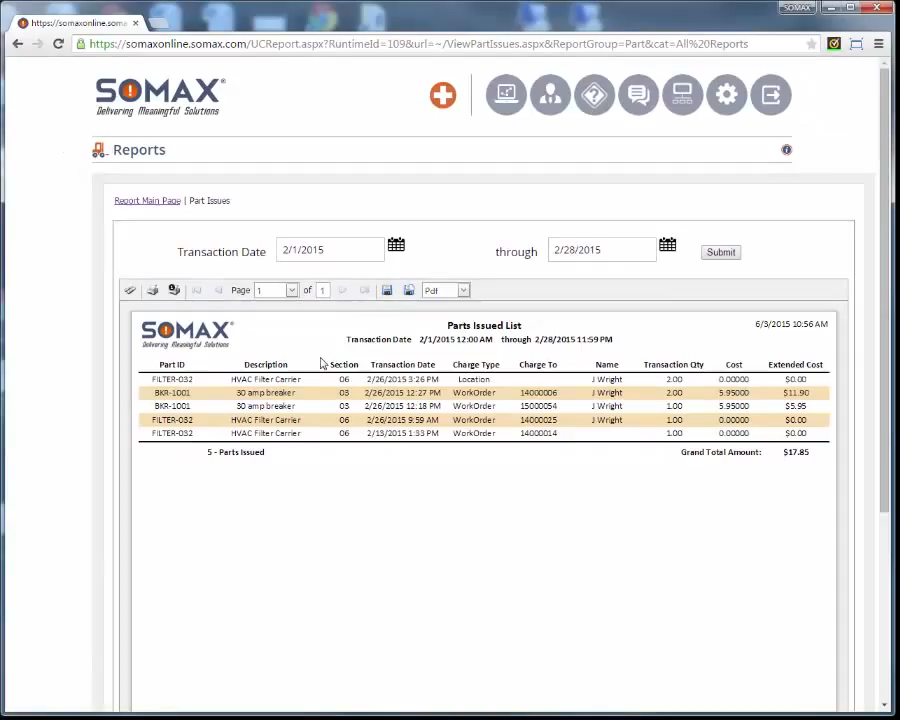 SOMAX
https://somaxonline.soma
https://somaxonline.somax.com/UCReport.aspx?RuntimeId=109&url=~/ViewPartIssues.aspx&ReportGroup=Part&cat=All%20Reports
SOMAX®
Delivering Meaningful Solutions
Reports
Report Main Page | Part Issues
Transaction Date 2/1/2015 through 2/28/2015 Submit
Page 1 of 1 Pdf
SOMAX
Delivering Meaningful Solutions
Parts Issued List
6/3/2015 10:56 AM
Transaction Date 2/1/2015 12:00 AM through 2/28/2015 11:59 PM
Part ID Description Section Transaction Date Charge Type Charge To Name Transaction Qty Cost Extended Cost
FILTER-032 HVAC Filter Carrier 06 2/26/2015 3:26 PM Location J Wright 2.00 0.00000 $0.00
BKR-1001 30 amp breaker 03 2/26/2015 12:27 PM WorkOrder 14000006 J Wright 2.00 5.95000 $11.90
BKR-1001 30 amp breaker 03 2/26/2015 12:18 PM WorkOrder 15000054 J Wright 1.00 5.95000 $5.95
FILTER-032 HVAC Filter Carrier 06 2/26/2015 9:59 AM WorkOrder 14000025 J Wright 1.00 0.00000 $0.00
FILTER-032 HVAC Filter Carrier 06 2/13/2015 1:33 PM WorkOrder 14000014 1.00 0.00000 $0.00
5 - Parts Issued Grand Total Amount: $17.85